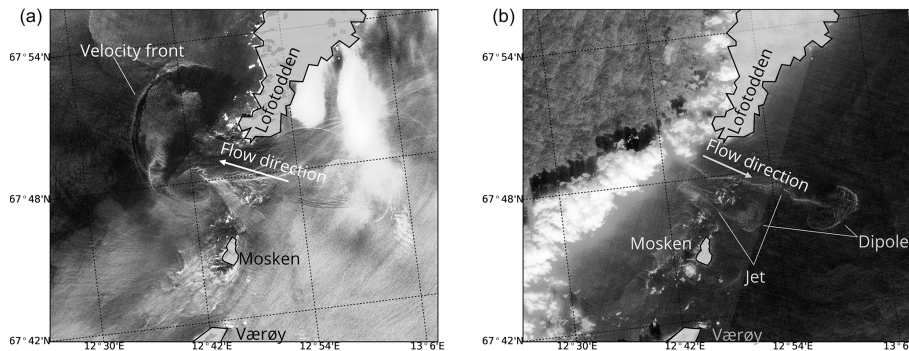 (a)
67°54'N
67°48'N
67°42'N
Velocity front
Lofotodden
Flow direction
Mosken
Værøy
12°30'E
12°42'E
12°54'E
13°6'E
(b)
67°54'N
67°48'N
67°42'N
Lofotodden
Flow direction
Mosken
Dipole
Jet
Værøy
12°30'E
12°42'E
12°54'E
13°6'